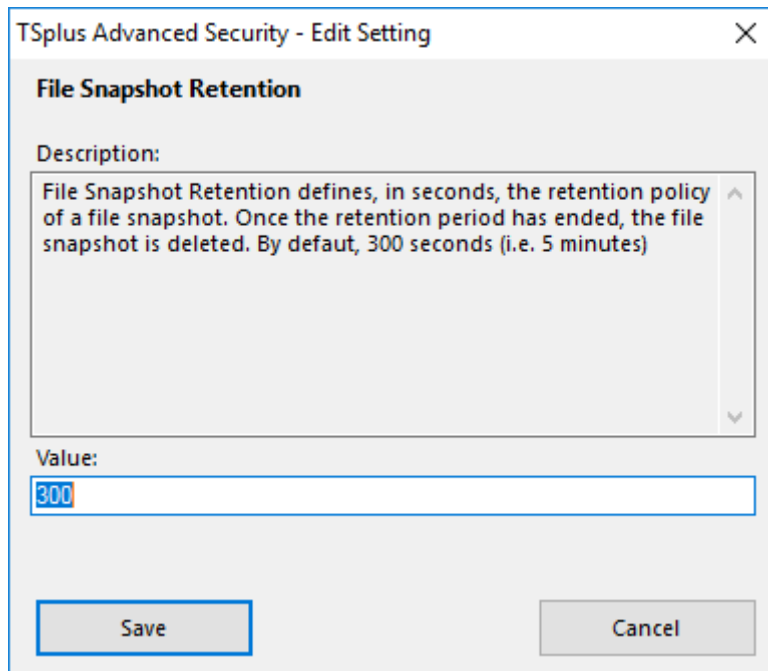 TSplus Advanced Security - Edit Setting
File Snapshot Retention
Description:
File Snapshot Retention defines, in seconds, the retention policy
of a file snapshot. Once the retention period has ended, the file
snapshot is deleted. By defaut, 300 seconds (i.e. 5 minutes)
Value:
300
Save
Cancel